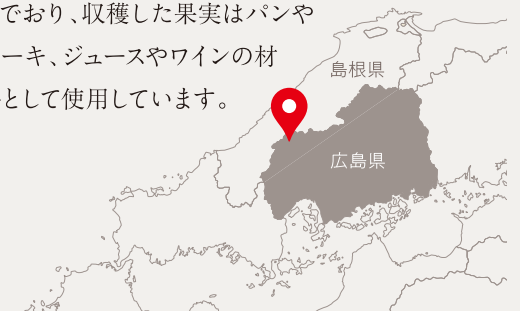 でおり、収穫した果実はパンや
ーキ、ジュースやワインの材
として使用しています。
島根県
広島県